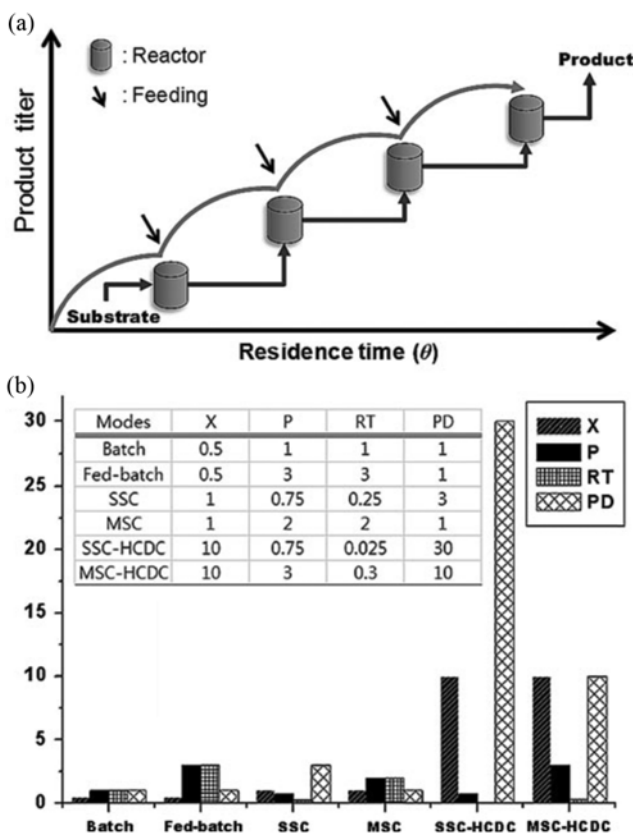 (a)
: Reactor
: Feeding
Product
Product titer
Substrate
Residence time (θ)
(b)
30
25
20
15
10
5
0
Modes X P RT PD
Batch 0.5 1 1 1
Fed-batch 0.5 3 3 1
SSC 1 0.75 0.25 3
MSC 1 2 2 1
SSC-HCDC 10 0.75 0.025 30
MSC-HCDC 10 3 0.3 10
X
P
RT
PD
Batch Fed-batch SSC MSC SSC-HCDC MSC-HCDC